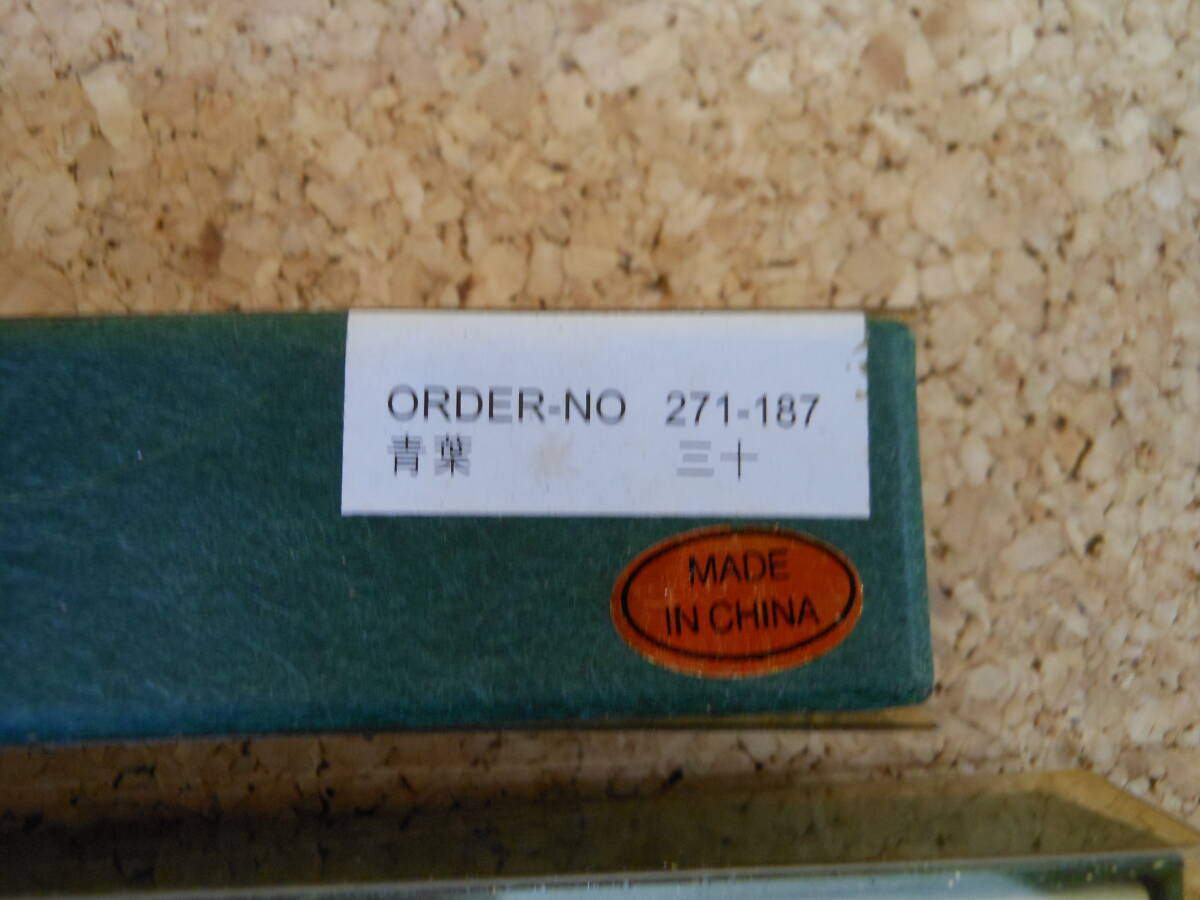 ORDER-NO 271-187
青葉 三十
MADE
IN CHINA